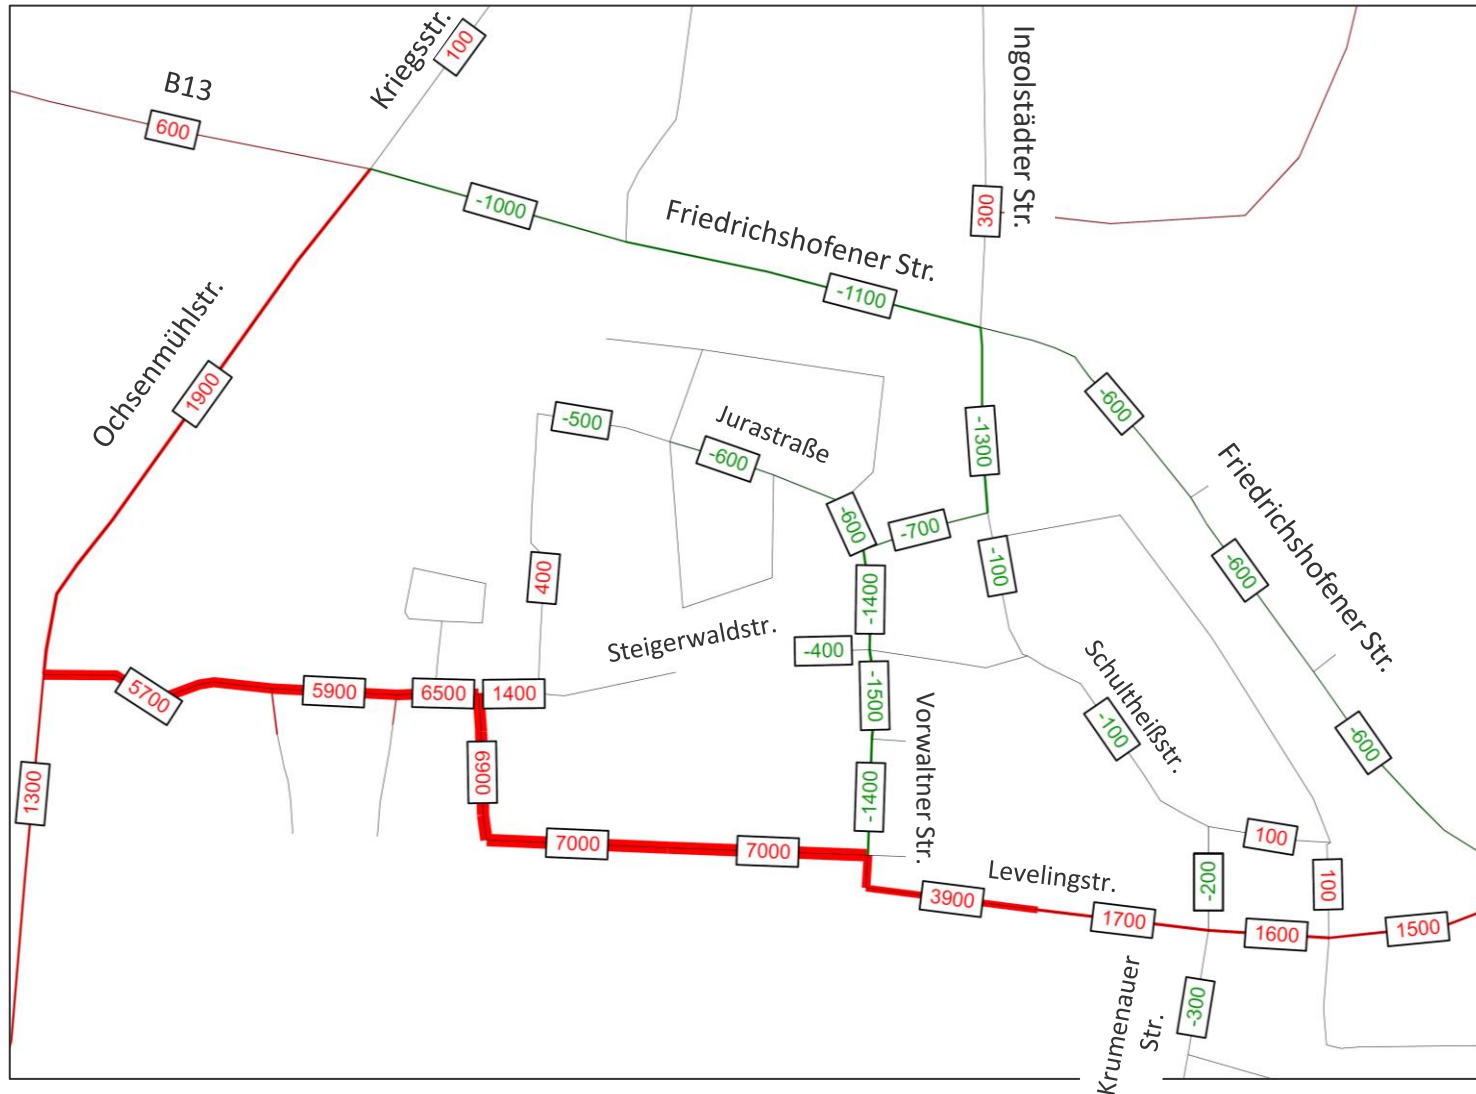 Kriegsstr.
100
B13
600
Ingolstädter Str.
300
-1000
Friedrichshofener Str.
-1100
Ochsenmühlstr.
1900
-600
-500
Jurastraße
-600
-1300
Friedrichshofener Str.
-600
-700
-100
-600
400
-1400
Steigerwaldstr.
-400
Schultheißstr.
5700
5900
6500
1400
-1500
Vorwaltner Str.
-100
-600
1300
6900
-1400
7000
7000
100
Levelingstr.
-200
100
3900
1700
1600
1500
Krumenauer
Str.
-300